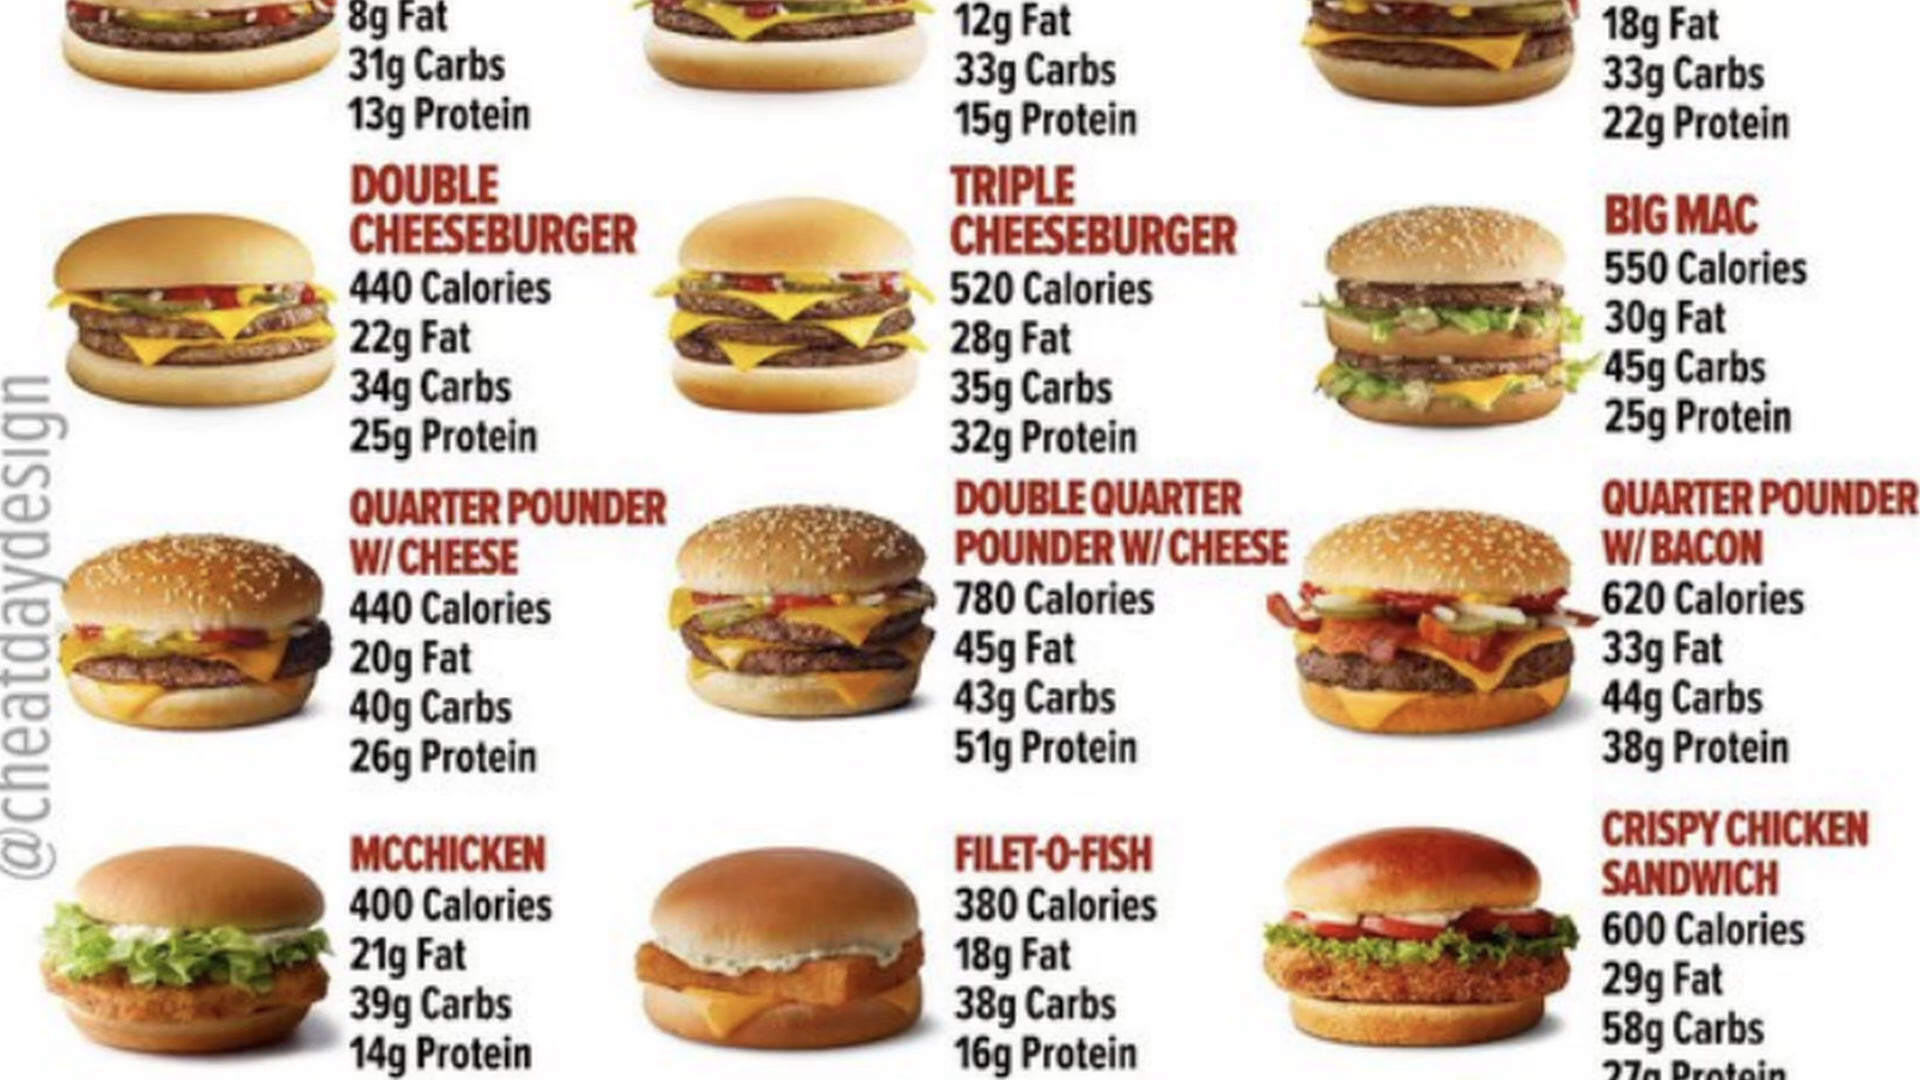 8g Fat
31g Carbs
13g Protein
12g Fat
33g Carbs
15g Protein
18g Fat
33g Carbs
22g Protein
DOUBLE
CHEESEBURGER
440 Calories
22g Fat
34g Carbs
25g Protein
TRIPLE
CHEESEBURGER
520 Calories
28g Fat
35g Carbs
32g Protein
BIG MAC
550 Calories
30g Fat
45g Carbs
25g Protein
QUARTER POUNDER
W/ CHEESE
440 Calories
20g Fat
40g Carbs
26g Protein
DOUBLE QUARTER
POUNDER W/ CHEESE
780 Calories
45g Fat
43g Carbs
51g Protein
QUARTER POUNDER
W/ BACON
620 Calories
33g Fat
44g Carbs
38g Protein
MCCHICKEN
400 Calories
21g Fat
39g Carbs
14g Protein
FILET-O-FISH
380 Calories
18g Fat
38g Carbs
16g Protein
CRISPY CHICKEN
SANDWICH
600 Calories
29g Fat
58g Carbs
27g Protein
@cheatdaydesign